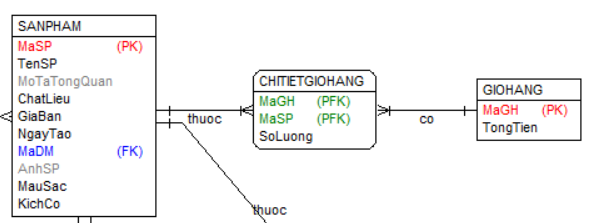 SANPHAM
MaSP (PK)
TenSP
MoTaTongQuan
ChatLieu
GiaBan
NgayTao
MaDM (FK)
AnhSP
MauSac
KichCo
thuoc
thuoc
CHITIETGIOHANG
MaGH (PFK)
MaSP (PFK)
SoLuong
co
GIOHANG
MaGH (PK)
TongTien